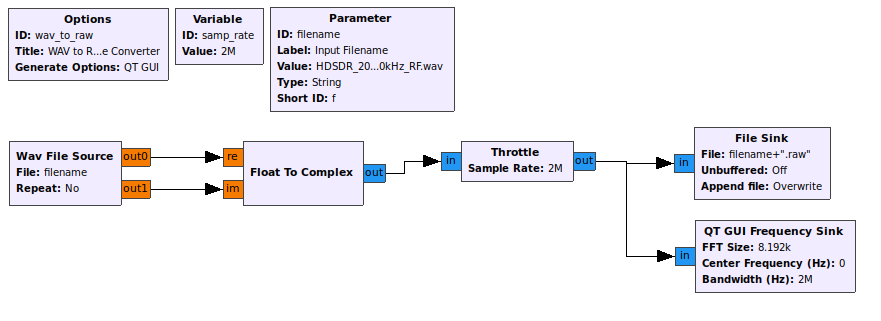 Options
ID: wav_to_raw
Title: WAV to R...e Converter
Generate Options: QT GUI
Variable
ID: samp_rate
Value: 2M
Parameter
ID: filename
Label: Input Filename
Value: HDSDR_20...0kHz_RF.wav
Type: String
Short ID: f
Wav File Source
File: filename
Repeat: No
out0
out1
re
im
Float To Complex
out
in
Throttle
Sample Rate: 2M
out
in
File Sink
File: filename+".raw"
Unbuffered: Off
Append file: Overwrite
in
QT GUI Frequency Sink
FFT Size: 8.192k
Center Frequency (Hz): 0
Bandwidth (Hz): 2M